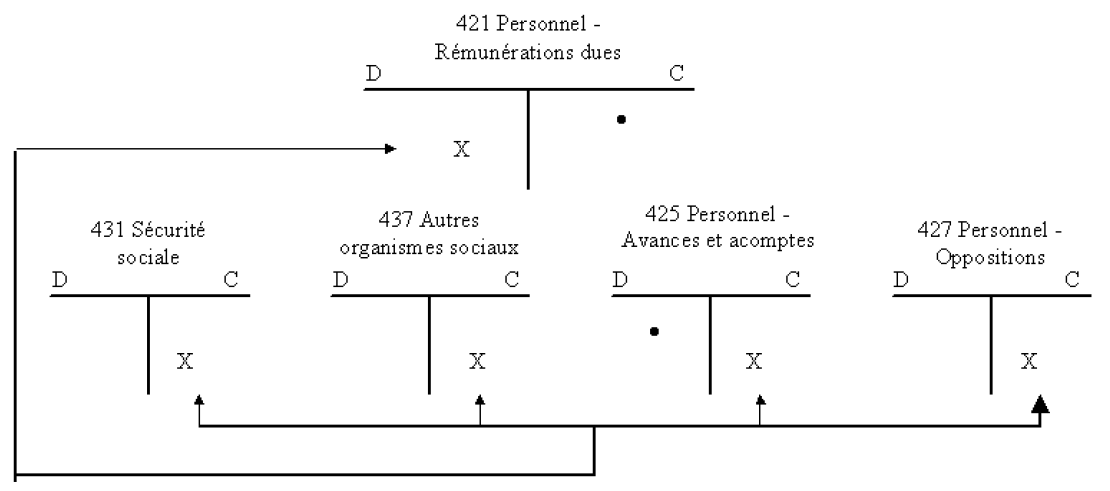 421 Personnel -
Rémunérations dues
D C
X
431 Sécurité
sociale
D C
X
437 Autres
organismes sociaux
D C
X
425 Personnel -
Avances et acomptes
D C
X
427 Personnel -
Oppositions
D C
X